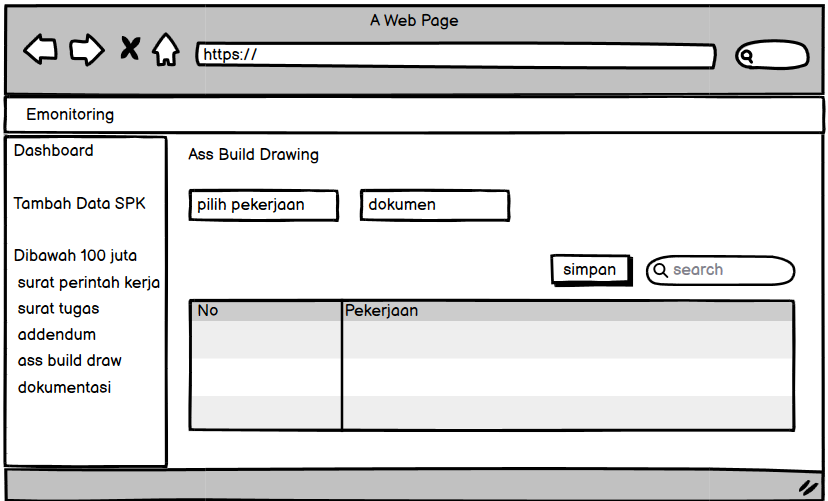 A Web Page
https://
Emonitoring
Dashboard
Tambah Data SPK
Dibawah 100 juta
surat perintah kerja
surat tugas
addendum
ass build draw
dokumentasi
Ass Build Drawing
pilih pekerjaan
dokumen
simpan
search
No
Pekerjaan